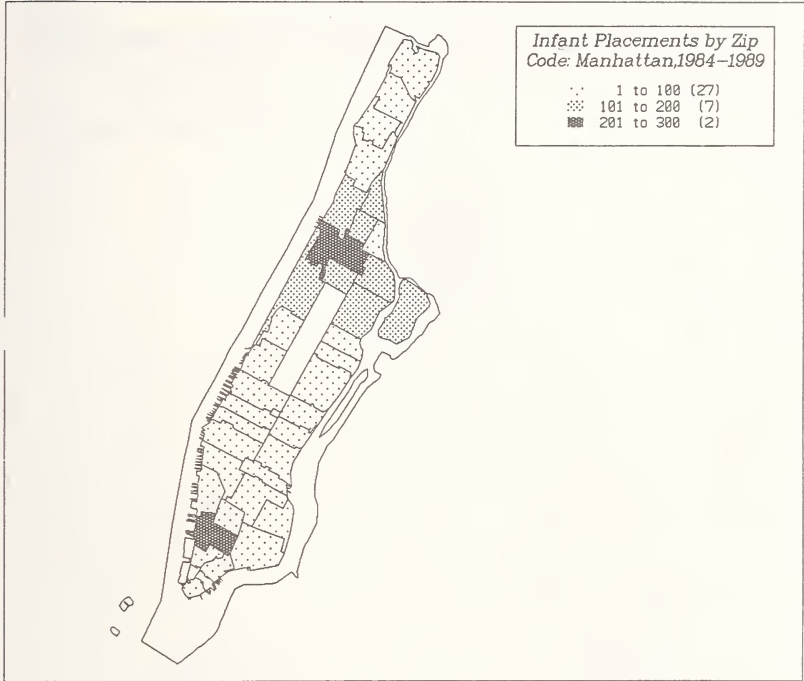 Infant Placements by Zip
Code: Manhattan,1984-1989
1 to 100 (27)
101 to 200 (7)
201 to 300 (2)